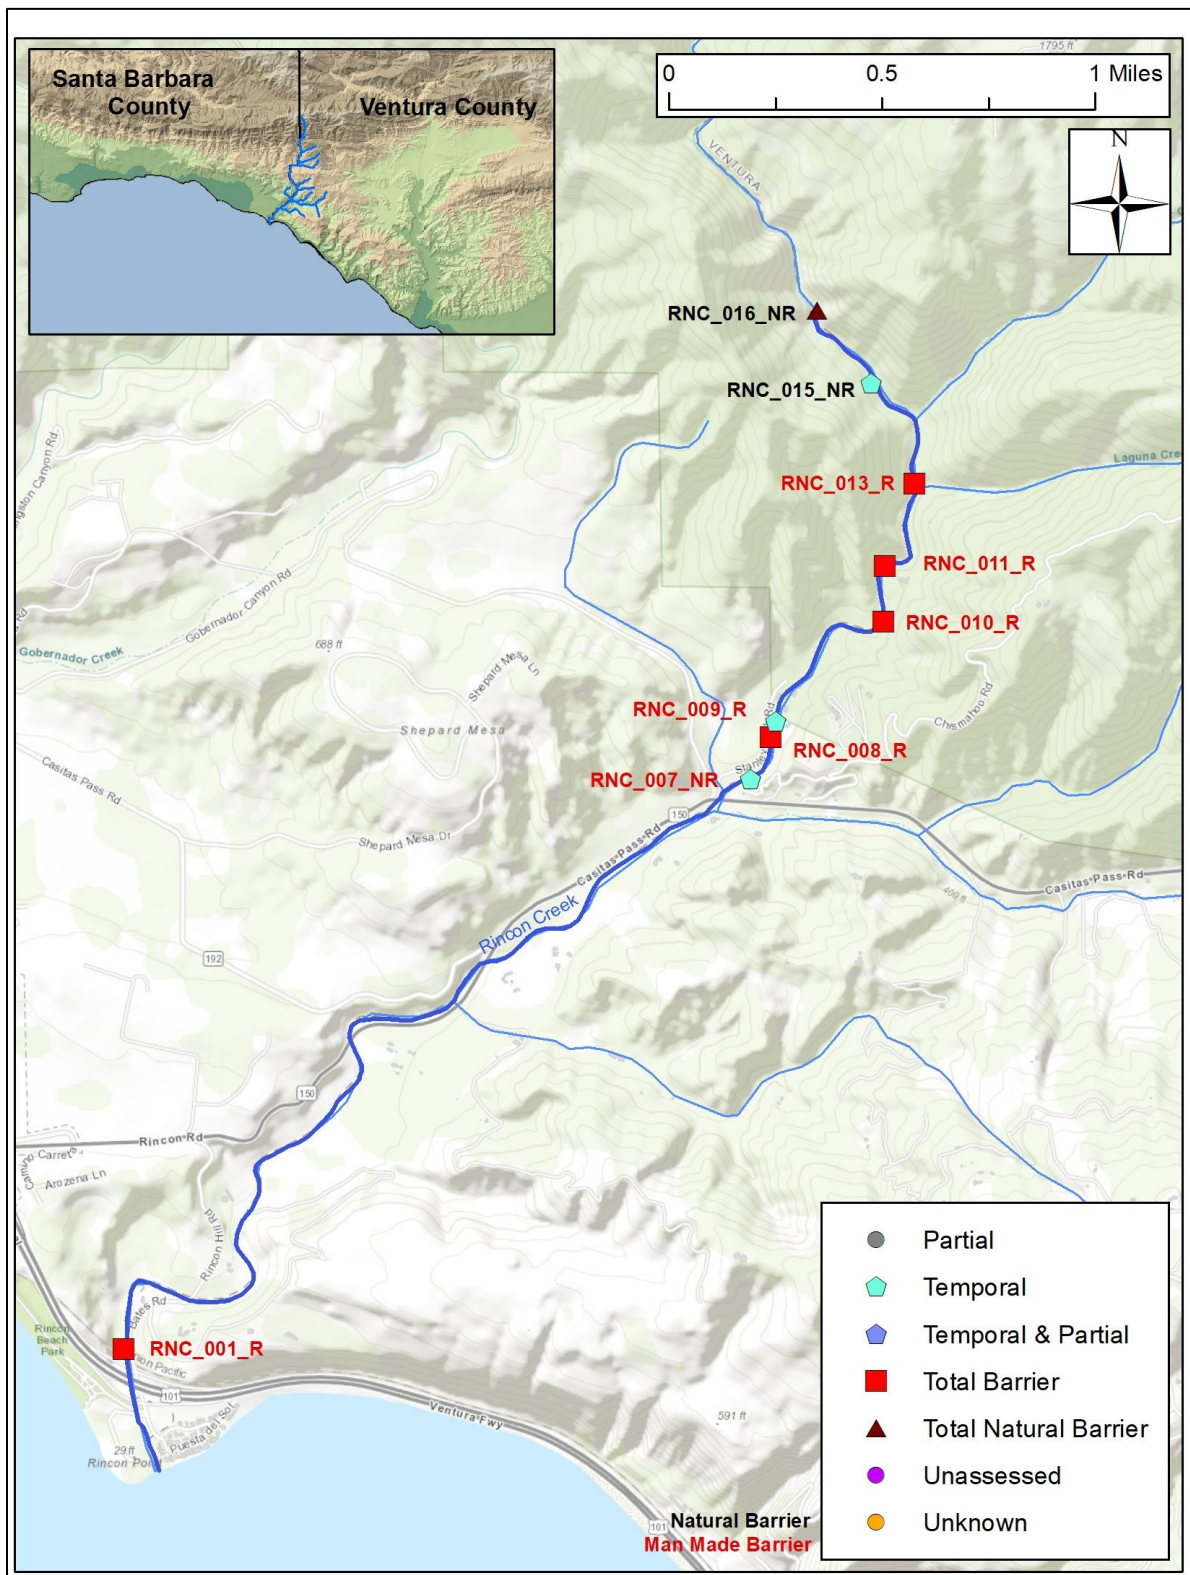 1795 ft
Santa Barbara
County
Ventura County
0
0.5
1 Miles
N
VENTURA
RNC_016_NR
RNC_015_NR
Laguna Cree
RNC_013_R
RNC_011_R
RNC_010_R
Gobernador Canyon Rd
688 ft
Gobernador Creek
Shepard Mesa Ln
Chismahoo Rd
RNC_009_R
Shepard Mesa
RNC_008_R
RNC_007_NR
Casitas Pass Rd
150
Shepard Mesa Dr
Casitas Pass Rd
Casitas Pass Rd
400 ft
Rincon Creek
192
150
Rincon Rd
Camino Carreta
Arozena Ln
Rincon Hill Rd
Bates Rd
Rincon
Beach
Park
RNC_001_R
Pacific
101
Ventura Fwy
Puesta del Sol
591 ft
29 ft
Rincon Point
101
Partial
Temporal
Temporal & Partial
Total Barrier
Total Natural Barrier
Unassessed
Unknown
Natural Barrier
Man Made Barrier